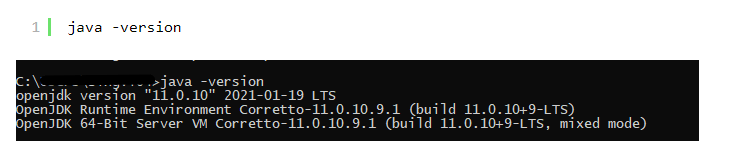 1 java -version
C:\>java -version
openjdk version "11.0.10" 2021-01-19 LTS
OpenJDK Runtime Environment Corretto-11.0.10.9.1 (build 11.0.10+9-LTS)
OpenJDK 64-Bit Server VM Corretto-11.0.10.9.1 (build 11.0.10+9-LTS, mixed mode)